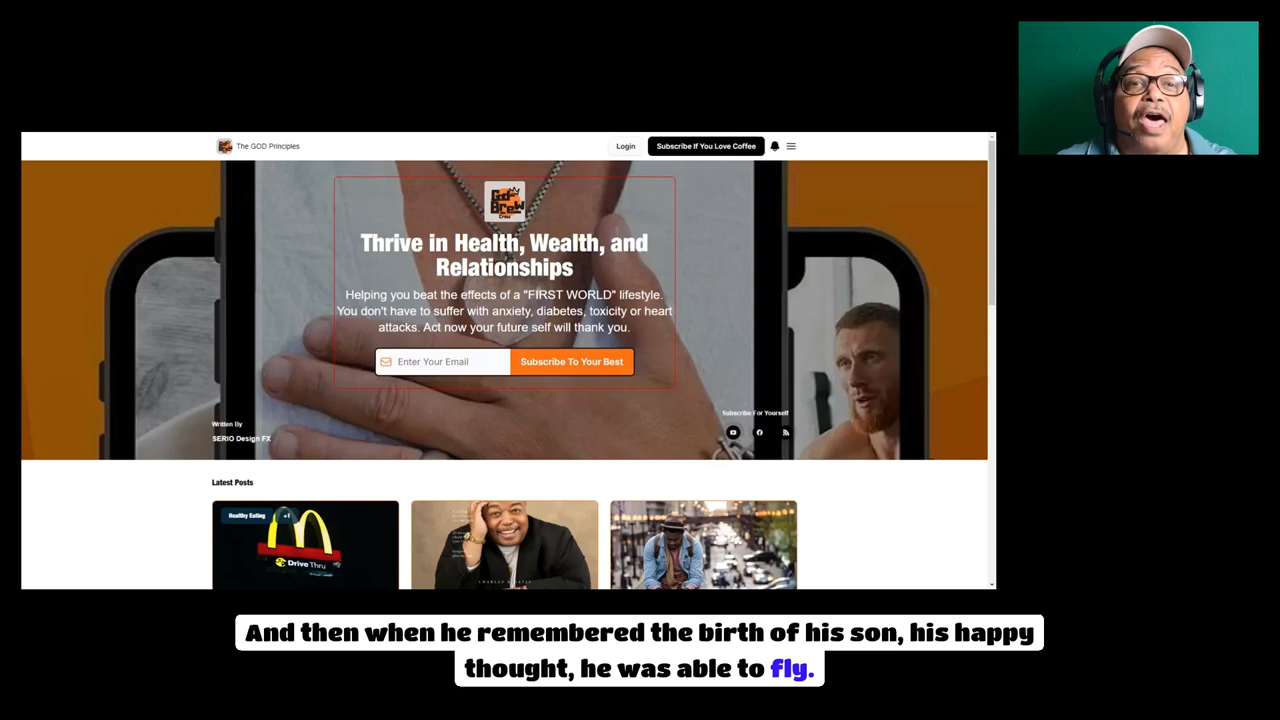 The GOD Principles
Login
Subscribe If You Love Coffee
God
Brew
Crew
Thrive in Health, Wealth, and
Relationships
Helping you beat the effects of a "FIRST WORLD" lifestyle.
You don't have to suffer with anxiety, diabetes, toxicity or heart
attacks. Act now your future self will thank you.
Enter Your Email
Subscribe To Your Best
Subscribe For Yourself
Written By
SERIO Design FX
Latest Posts
Healthy Eating
+1
Drive Thru
And then when he remembered the birth of his son, his happy
thought, he was able to fly.